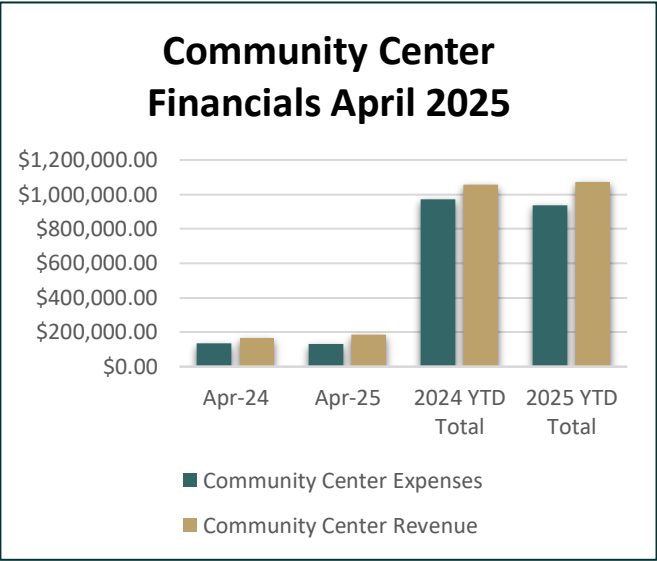 Community Center
Financials April 2025
$1,200,000.00
$1,000,000.00
$800,000.00
$600,000.00
$400,000.00
$200,000.00
$0.00
Apr-24 Apr-25 2024 YTD 2025 YTD
Total Total
Community Center Expenses
Community Center Revenue